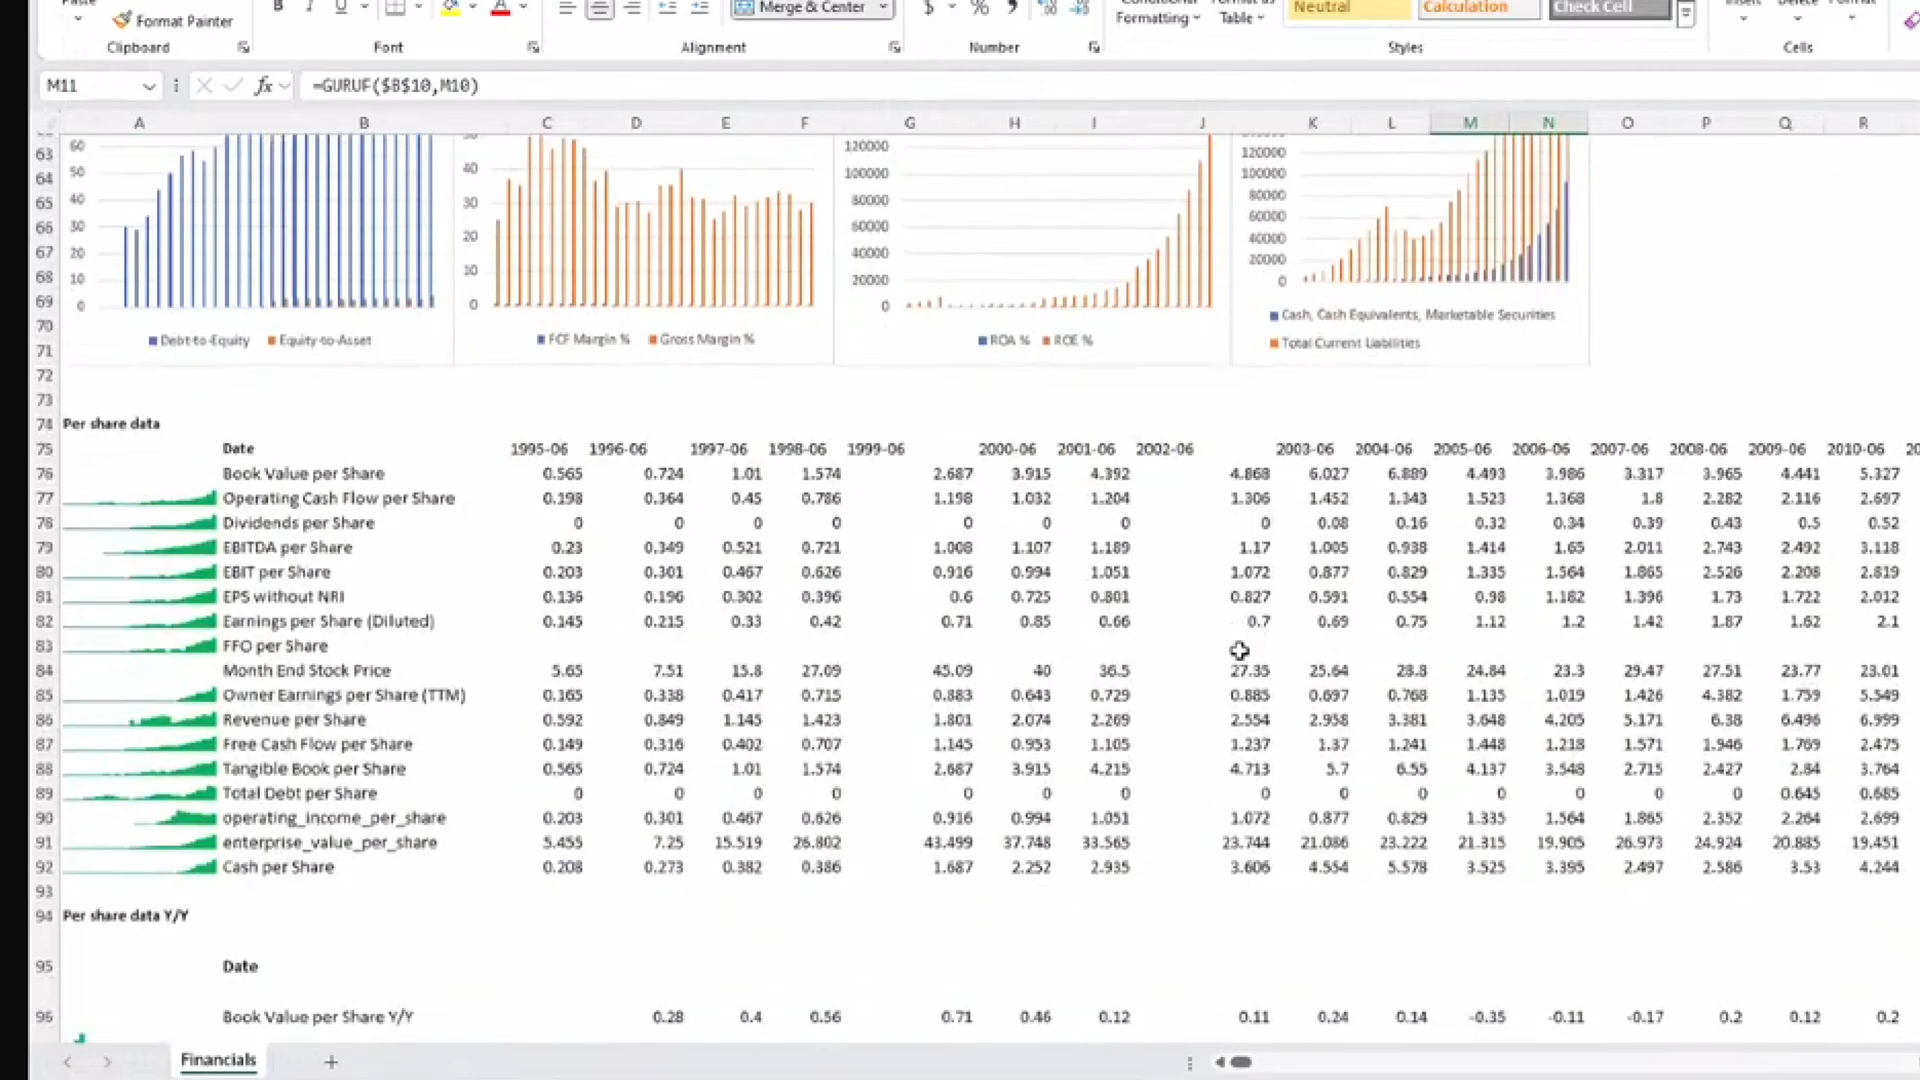 Format Painter
Merge & Center
$ %
Formatting Table
Neutral Calculation Check Cell
Clipboard Font Alignment Number Styles Cells
M11 fx =GURUF($B$10,M10)
A B C D E F G H I J K L M N O P Q R
63
64
65
66
67
68
69
70
71
72
73
60
50
40
30
20
10
0
Debt-to-Equity Equity-to-Asset
40
30
20
10
0
FCF Margin % Gross Margin %
120000
100000
80000
60000
40000
20000
0
ROA % ROE %
120000
100000
80000
60000
40000
20000
0
Cash, Cash Equivalents, Marketable Securities
Total Current Liabilities
74 Per share data
75 Date 1995-06 1996-06 1997-06 1998-06 1999-06 2000-06 2001-06 2002-06 2003-06 2004-06 2005-06 2006-06 2007-06 2008-06 2009-06 2010-06 20
76 Book Value per Share 0.565 0.724 1.01 1.574 2.687 3.915 4.392 4.868 6.027 6.889 4.493 3.986 3.317 3.965 4.441 5.327
77 Operating Cash Flow per Share 0.198 0.364 0.45 0.786 1.198 1.032 1.204 1.306 1.452 1.343 1.523 1.368 1.8 2.282 2.116 2.697
78 Dividends per Share 0 0 0 0 0 0 0 0 0.08 0.16 0.32 0.34 0.39 0.43 0.5 0.52
79 EBITDA per Share 0.23 0.349 0.521 0.721 1.008 1.107 1.189 1.17 1.005 0.938 1.414 1.65 2.011 2.743 2.492 3.118
80 EBIT per Share 0.203 0.301 0.467 0.626 0.916 0.994 1.051 1.072 0.877 0.829 1.335 1.564 1.865 2.526 2.208 2.819
81 EPS without NRI 0.136 0.196 0.302 0.396 0.6 0.725 0.801 0.827 0.591 0.554 0.98 1.182 1.396 1.73 1.722 2.012
82 Earnings per Share (Diluted) 0.145 0.215 0.33 0.42 0.71 0.85 0.66 0.7 0.69 0.75 1.12 1.2 1.42 1.87 1.62 2.1
83 FFO per Share
84 Month End Stock Price 5.65 7.51 15.8 27.09 45.09 40 36.5 27.35 25.64 28.8 24.84 23.3 29.47 27.51 23.77 23.01
85 Owner Earnings per Share (TTM) 0.165 0.338 0.417 0.715 0.883 0.643 0.729 0.885 0.697 0.768 1.135 1.019 1.426 4.382 1.759 5.549
86 Revenue per Share 0.592 0.849 1.145 1.423 1.801 2.074 2.269 2.554 2.958 3.381 3.648 4.205 5.171 6.38 6.496 6.999
87 Free Cash Flow per Share 0.149 0.316 0.402 0.707 1.145 0.953 1.105 1.237 1.37 1.241 1.448 1.218 1.571 1.946 1.769 2.475
88 Tangible Book per Share 0.565 0.724 1.01 1.574 2.687 3.915 4.215 4.713 5.7 6.55 4.137 3.548 2.715 2.427 2.84 3.764
89 Total Debt per Share 0 0 0 0 0 0 0 0 0 0 0 0 0 0 0.645 0.685
90 operating_income_per_share 0.203 0.301 0.467 0.626 0.916 0.994 1.051 1.072 0.877 0.829 1.335 1.564 1.865 2.352 2.264 2.699
91 enterprise_value_per_share 5.455 7.25 15.519 26.802 43.499 37.748 33.565 23.744 21.086 23.222 21.315 19.905 26.973 24.924 20.885 19.451
92 Cash per Share 0.208 0.273 0.382 0.386 1.687 2.252 2.935 3.606 4.554 5.578 3.525 3.395 2.497 2.586 3.53 4.244
93
94 Per share data Y/Y
95 Date
96 Book Value per Share Y/Y 0.28 0.4 0.56 0.71 0.46 0.12 0.11 0.24 0.14 -0.35 -0.11 -0.17 0.2 0.12 0.2
Financials +